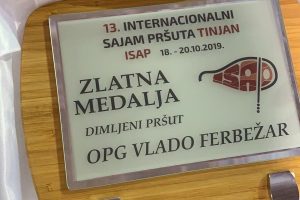 13. INTERNACIONALNI
SAJAM PRŠUTA TINJAN
ISAP 18. - 20.10.2019.
ZLATNA
MEDALJA
ISAP
DIMLJENI PRŠUT
OPG VLADO FERBEŽAR